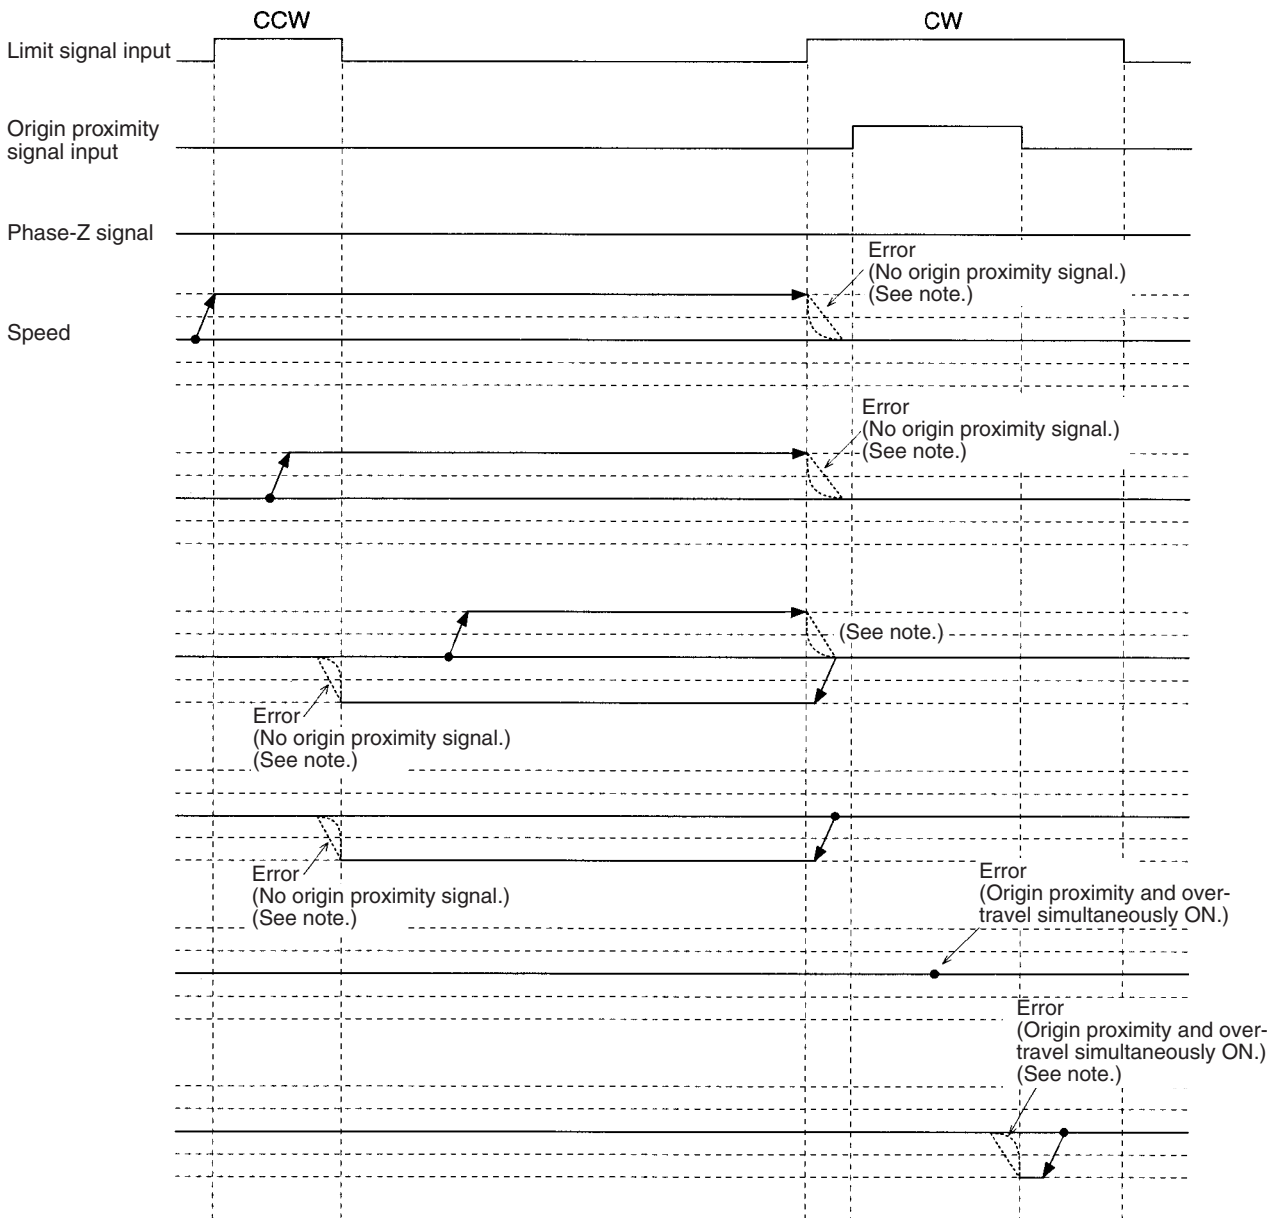 CCW
CW
Limit signal input
Origin proximity
signal input
Phase-Z signal
Error
(No origin proximity signal.)
(See note.)
Speed
Error
(No origin proximity signal.)
(See note.)
(See note.)
Error
(No origin proximity signal.)
(See note.)
Error
(No origin proximity signal.)
(See note.)
Error
(Origin proximity and over-
travel simultaneously ON.)
Error
(Origin proximity and over-
travel simultaneously ON.)
(See note.)